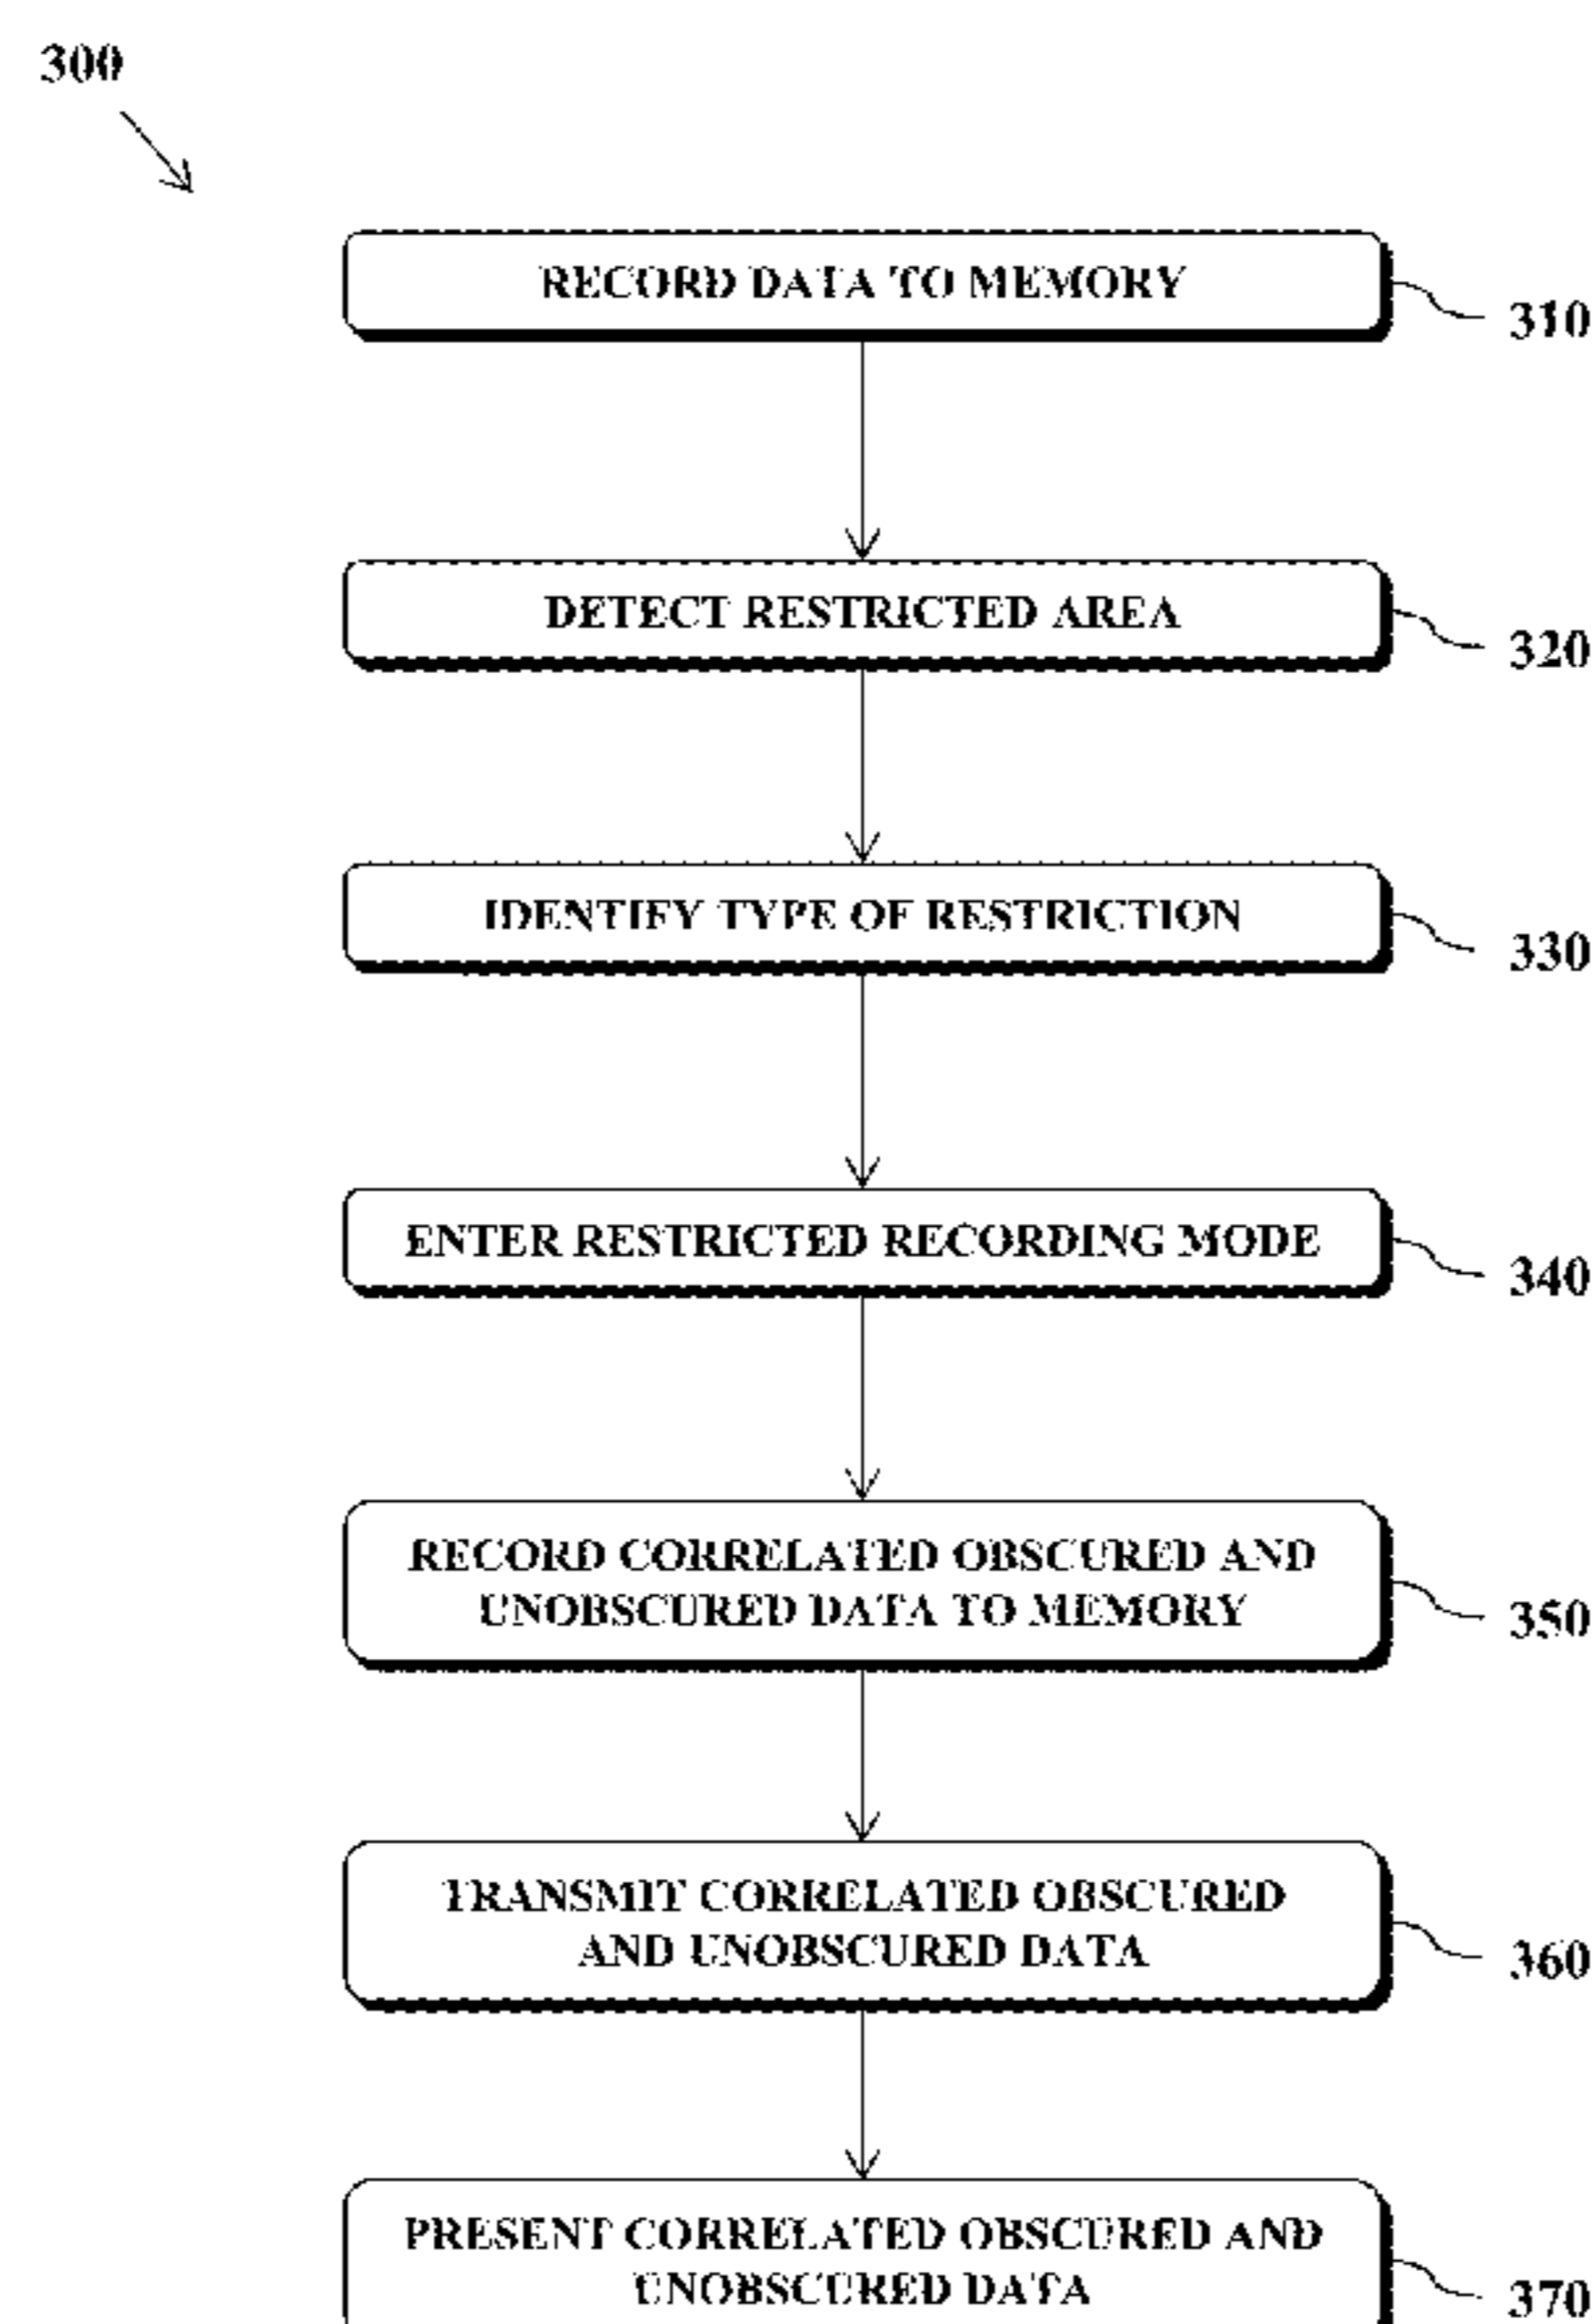 300
RECORD DATA TO MEMORY
310
DETECT RESTRICTED AREA
320
IDENTIFY TYPE OF RESTRICTION
330
ENTER RESTRICTED RECORDING MODE
340
RECORD CORRELATED OBSCURED AND
UNOBSCURED DATA TO MEMORY
350
TRANSMIT CORRELATED OBSCURED
AND UNOBSCURED DATA
360
PRESENT CORRELATED OBSCURED AND
UNOBSCURED DATA
370